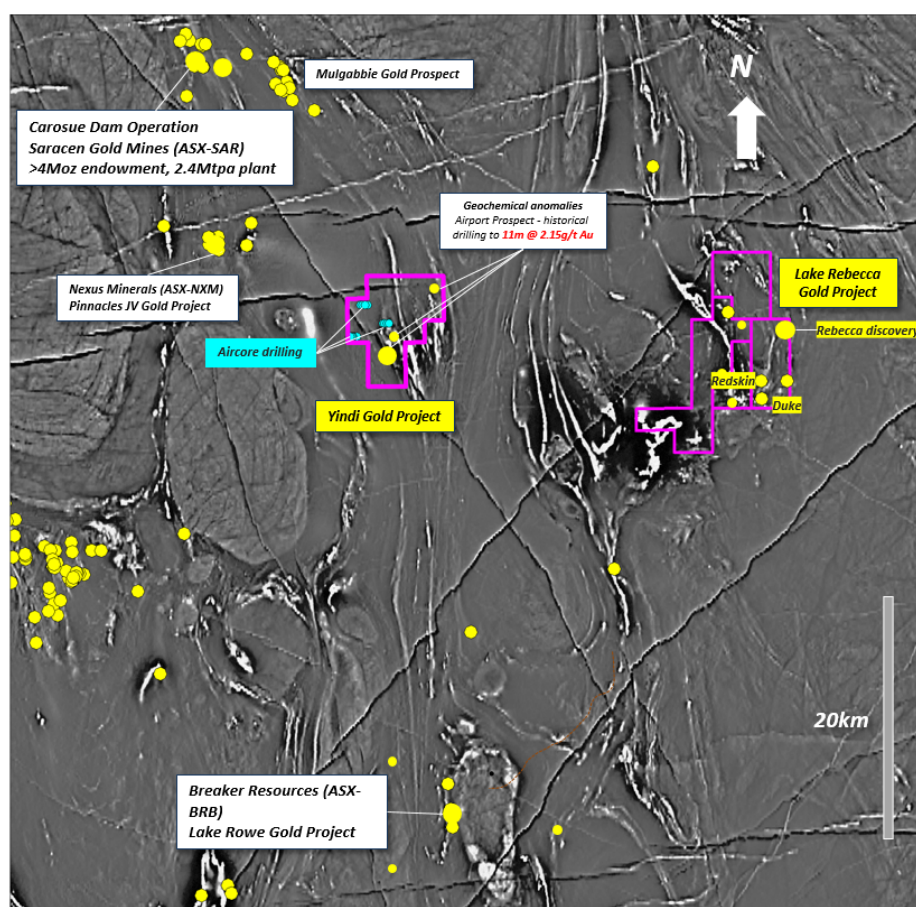 Mulgabbie Gold Prospect
N
Carosue Dam Operation
Saracen Gold Mines (ASX-SAR)
>4Moz endowment, 2.4Mtpa plant
Geochemical anomalies
Airport Prospect - historical
drilling to 11m @ 2.15g/t Au
Nexus Minerals (ASX-NXM)
Pinnacles JV Gold Project
Lake Rebecca
Gold Project
Rebecca discovery
Aircore drilling
Redskin
Duke
Yindi Gold Project
20km
Breaker Resources (ASX-
BRB)
Lake Rowe Gold Project